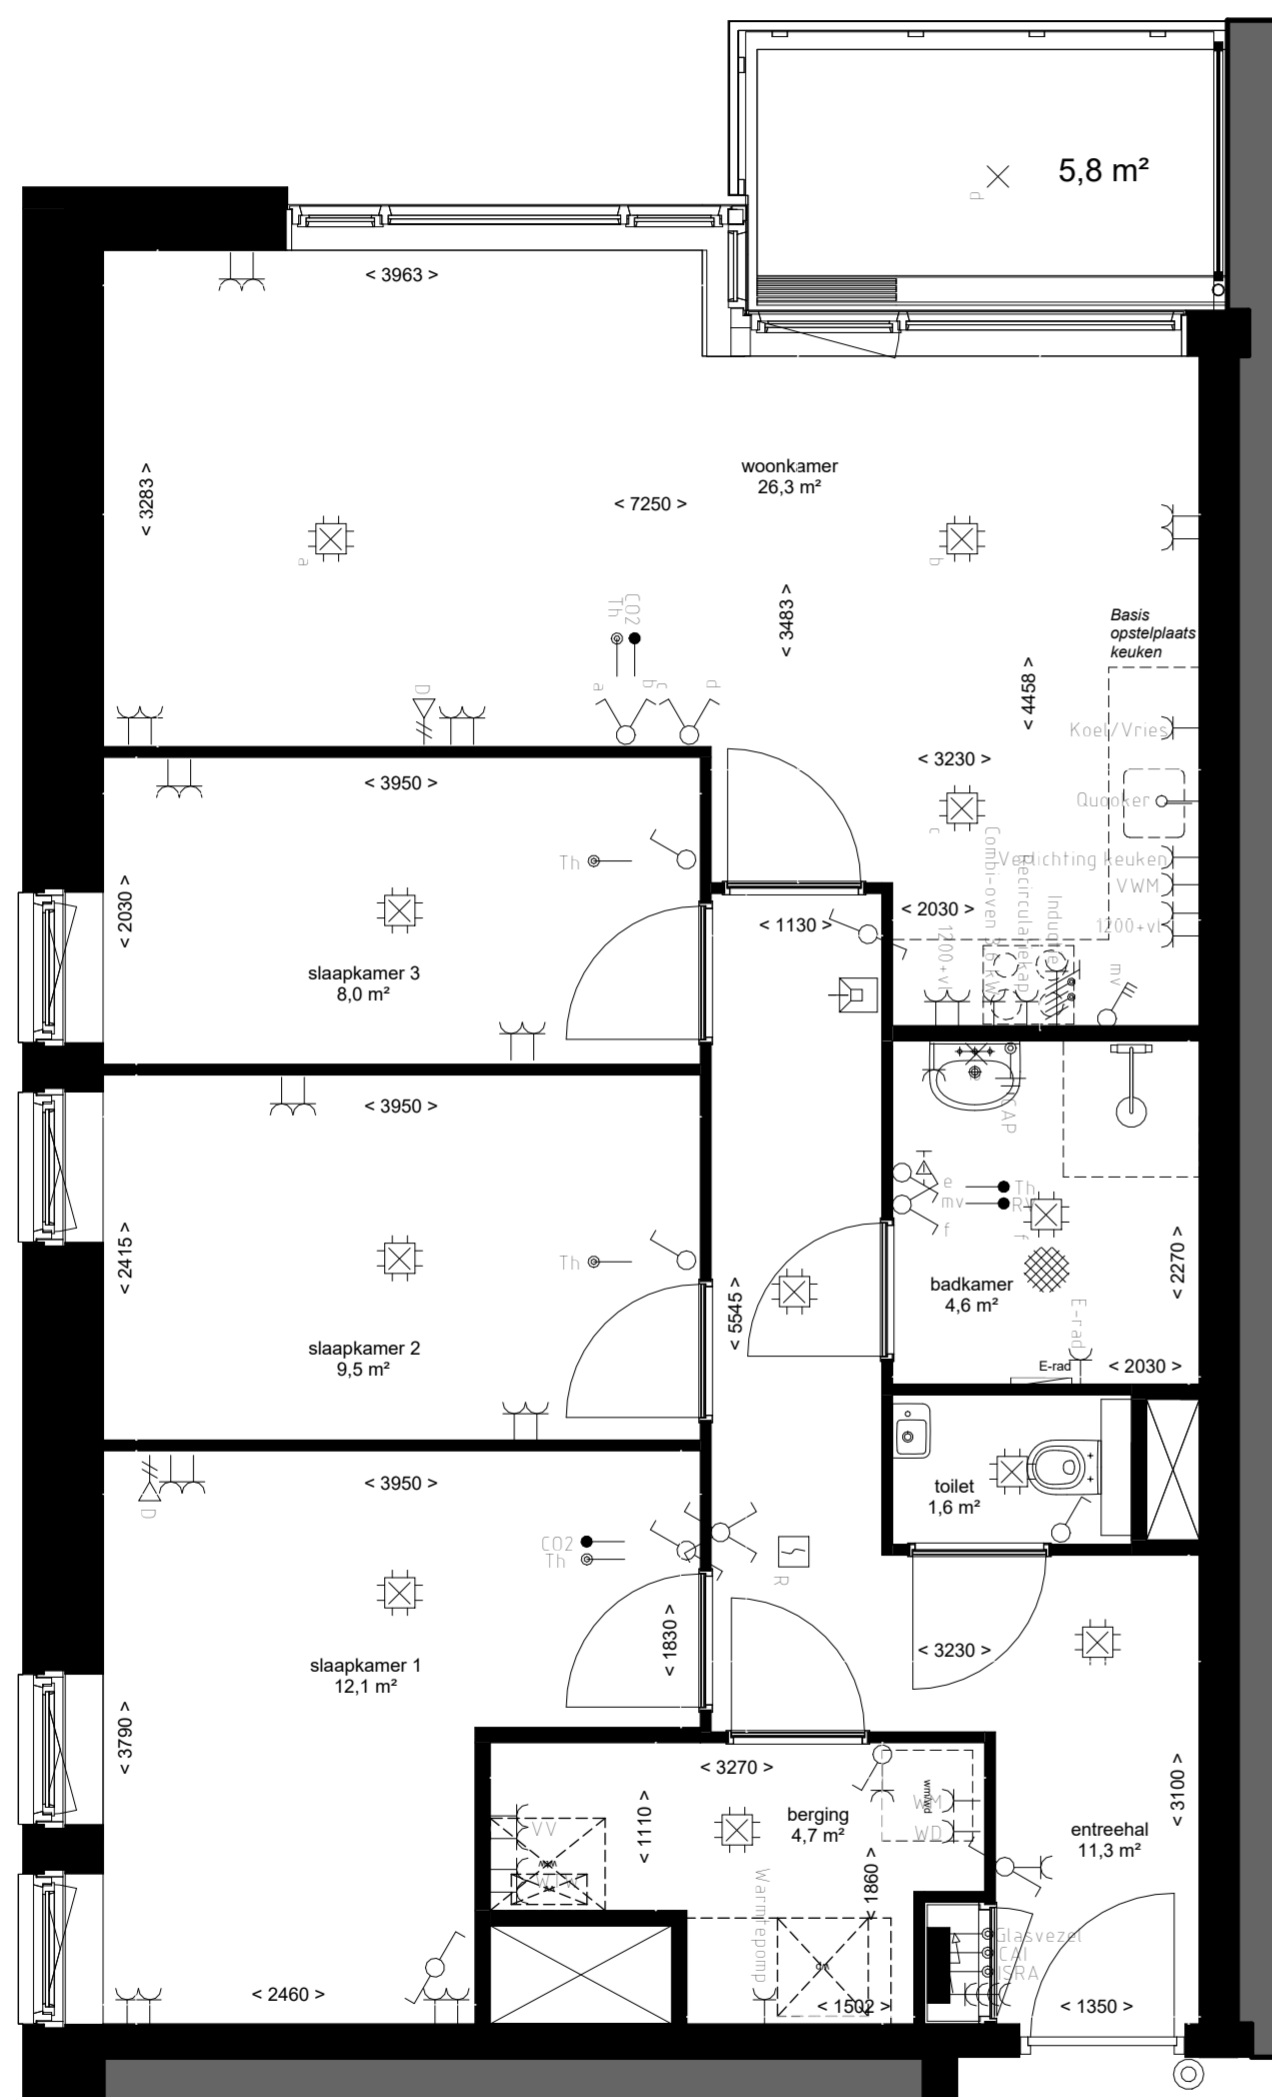 5,8 m²
d
< 3963 >
woonkamer
26,3 m²
< 3283 >
< 7250 >
a
b
< 3483 >
Th
CO2
Basis
opstelplaats
keuken
< 4458 >
D
a
b
c
d
Koel/Vries
< 3230 >
< 3950 >
Quooker
c
Th
Verlichting keuken
VWM
< 2030 >
< 2030 >
< 1130 >
1200+vl
1200+vl
Combi-oven
Recirculatiekap
mv
slaapkamer 3
8,0 m²
< 3950 >
CAP
e
mv
f
Th
f
< 2415 >
Th
< 2270 >
badkamer
4,6 m²
< 5545 >
E-rad
slaapkamer 2
9,5 m²
E-rad
< 2030 >
< 3950 >
D
toilet
1,6 m²
CO2
Th
R
< 1830 >
< 3230 >
slaapkamer 1
12,1 m²
< 3790 >
< 3270 >
< 3100 >
wm/wd
WM
WD
berging
4,7 m²
< 1110 >
VV
entreehal
11,3 m²
< 1860 >
Warmtepomp
Glasvezel
CAI
ISRA
< 2460 >
< 1502 >
< 1350 >